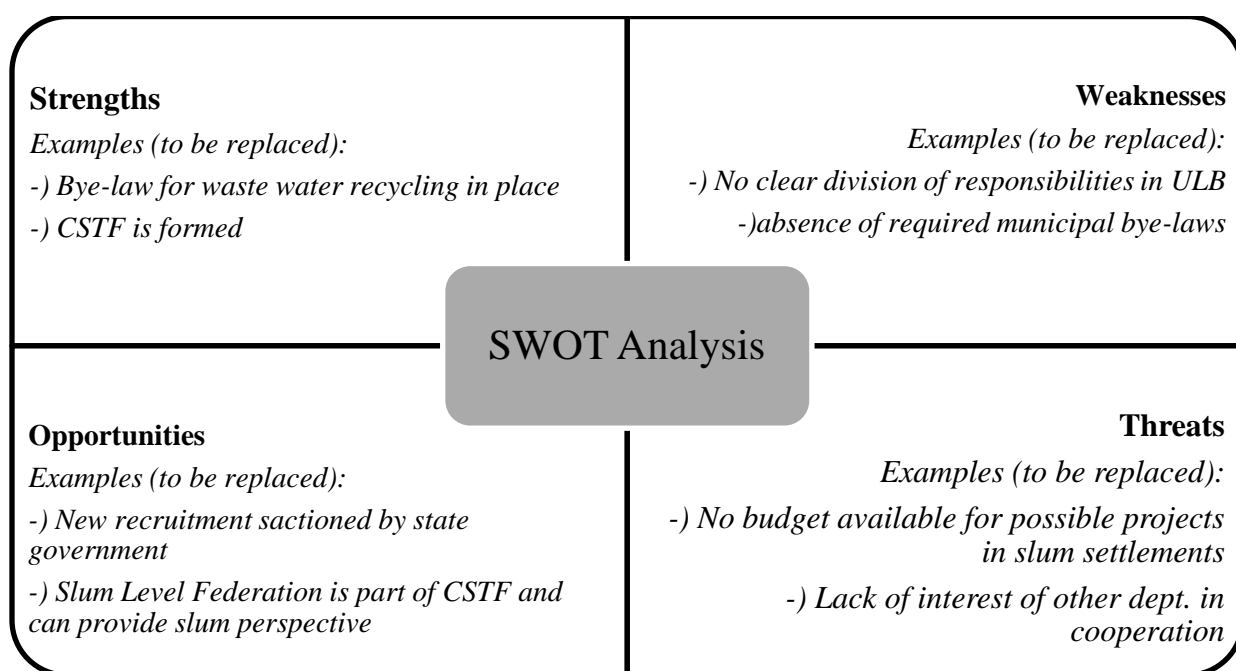 Strengths
Examples (to be replaced):
-) Bye-law for waste water recycling in place
-) CSTF is formed
Weaknesses
Examples (to be replaced):
-) No clear division of responsibilities in ULB
-)absence of required municipal bye-laws
SWOT Analysis
Opportunities
Examples (to be replaced):
-) New recruitment sactioned by state
government
-) Slum Level Federation is part of CSTF and
can provide slum perspective
Threats
Examples (to be replaced):
-) No budget available for possible projects
in slum settlements
-) Lack of interest of other dept. in
cooperation